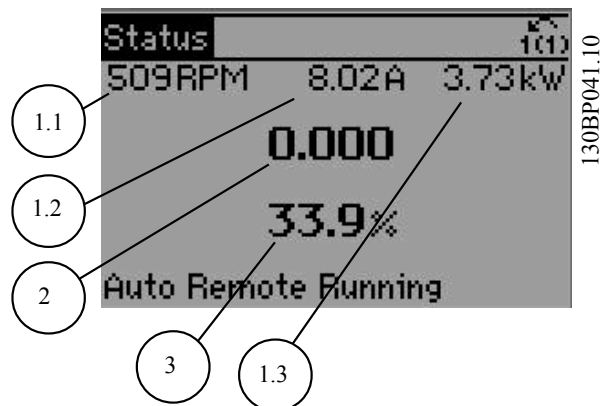 Status
1(1)
509RPM 8.02A 3.73kW
0.000
33.9%
Auto Remote Running
1.1
1.2
2
3
1.3
130BP041.10